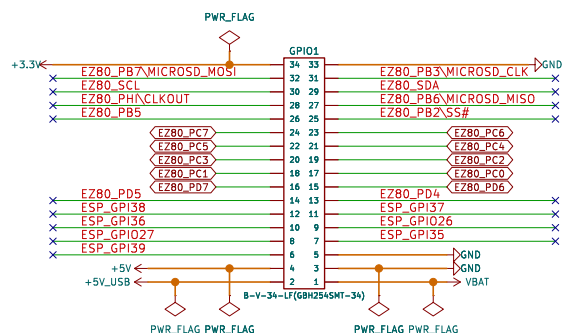 PWR_FLAG
GPIO1
+3.3V 34 33 GND
EZ80_PB7\MICROSD_MOSI 32 31 EZ80_PB3\MICROSD_CLK
EZ80_SCL 30 29 EZ80_SDA
EZ80_PHI\CLKOUT 28 27 EZ80_PB6\MICROSD_MISO
EZ80_PB5 26 25 EZ80_PB2\SS#
EZ80_PC7 24 23 EZ80_PC6
EZ80_PC5 22 21 EZ80_PC4
EZ80_PC3 20 19 EZ80_PC2
EZ80_PC1 18 17 EZ80_PC0
EZ80_PD7 16 15 EZ80_PD6
EZ80_PD5 14 13 EZ80_PD4
ESP_GPI38 12 11 ESP_GPI37
ESP_GPI36 10 9 ESP_GPIO26
ESP_GPIO27 8 7 ESP_GPI35
ESP_GPI39 6 5 GND
+5V 4 3 GND
+5V_USB 2 1 VBAT
B-V-34-LF(GBH254SMT-34)
PWR_FLAG PWR_FLAG PWR_FLAG PWR_FLAG